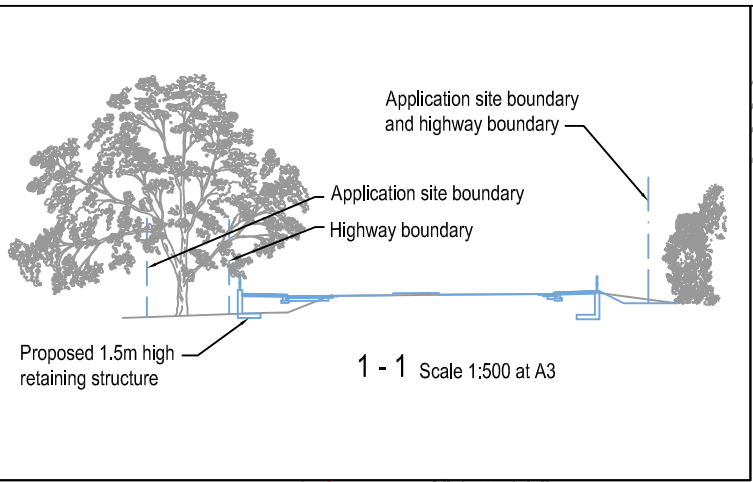 Application site boundary
and highway boundary
Application site boundary
Highway boundary
Proposed 1.5m high
retaining structure
1 - 1 Scale 1:500 at A3